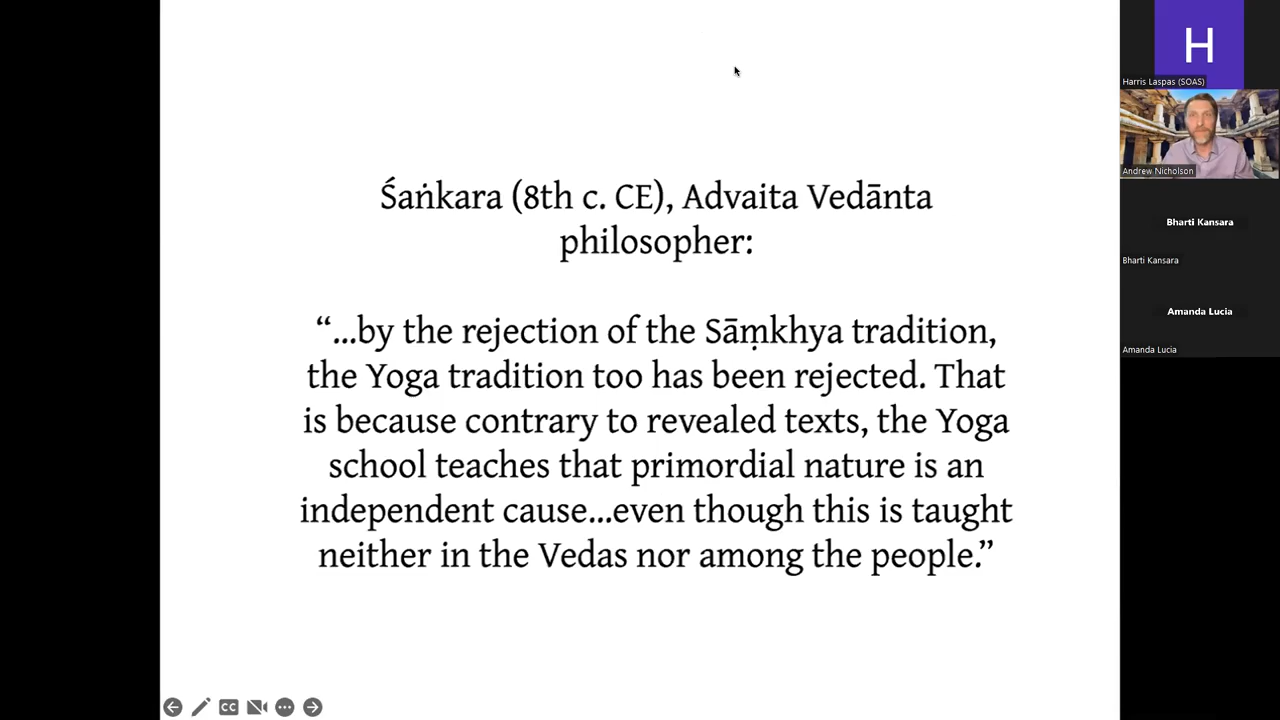 Śaṅkara (8th c. CE), Advaita Vedānta
philosopher:
“...by the rejection of the Sāṃkhya tradition,
the Yoga tradition too has been rejected. That
is because contrary to revealed texts, the Yoga
school teaches that primordial nature is an
independent cause...even though this is taught
neither in the Vedas nor among the people.”
CC
H
Harris Laspas (SOAS)
Andrew Nicholson
Bharti Kansara
Bharti Kansara
Amanda Lucia
Amanda Lucia